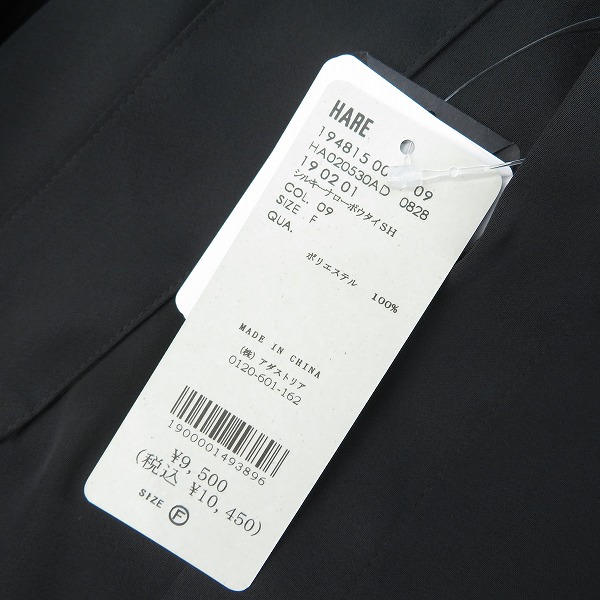 HARE
194815 00 09
HA020530AD 0828
19 02 01
シルキーナローボウタイSH
COL. 09
SIZE F
QUA.
ポリエステル 100%
MADE IN CHINA
(株) アダストリア
0120-601-162
1900001493896
¥9,500
(税込 ¥10,450)
SIZE F